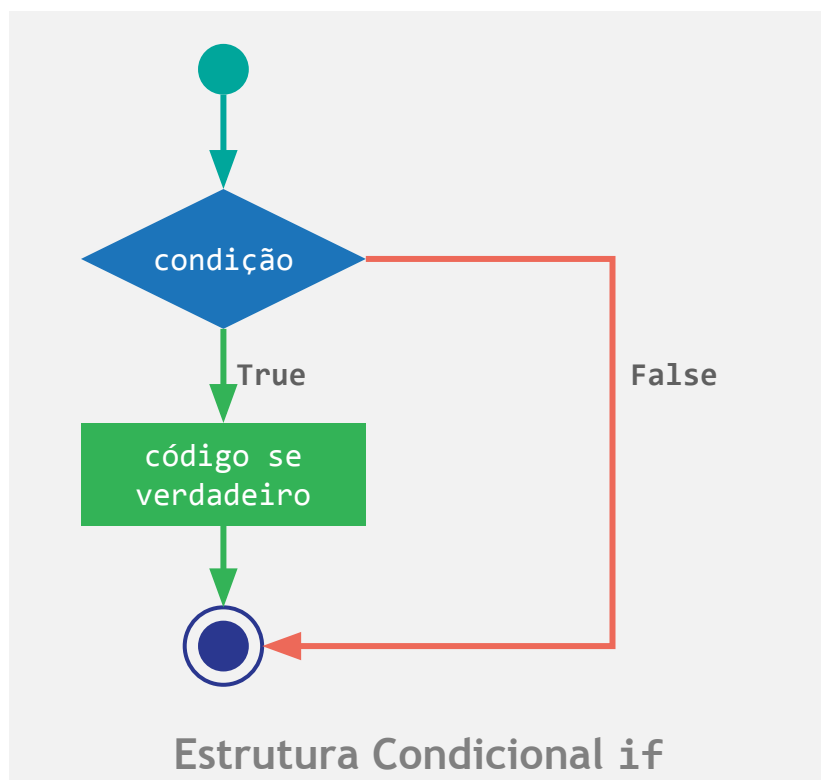 condição
True
False
código se
verdadeiro
Estrutura Condicional if